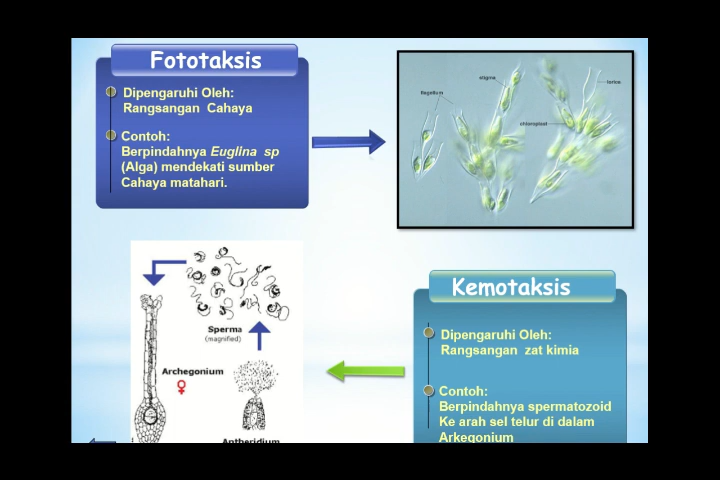 Fototaksis
Dipengaruhi Oleh:
Rangsangan Cahaya
Contoh:
Berpindahnya Euglina sp
(Alga) mendekati sumber
Cahaya matahari.
stigma
lorica
flagellum
chloroplast
Sperma
(magnified)
Archegonium
♀
Antheridium
Kemotaksis
Dipengaruhi Oleh:
Rangsangan zat kimia
Contoh:
Berpindahnya spermatozoid
Ke arah sel telur di dalam
Arkegonium